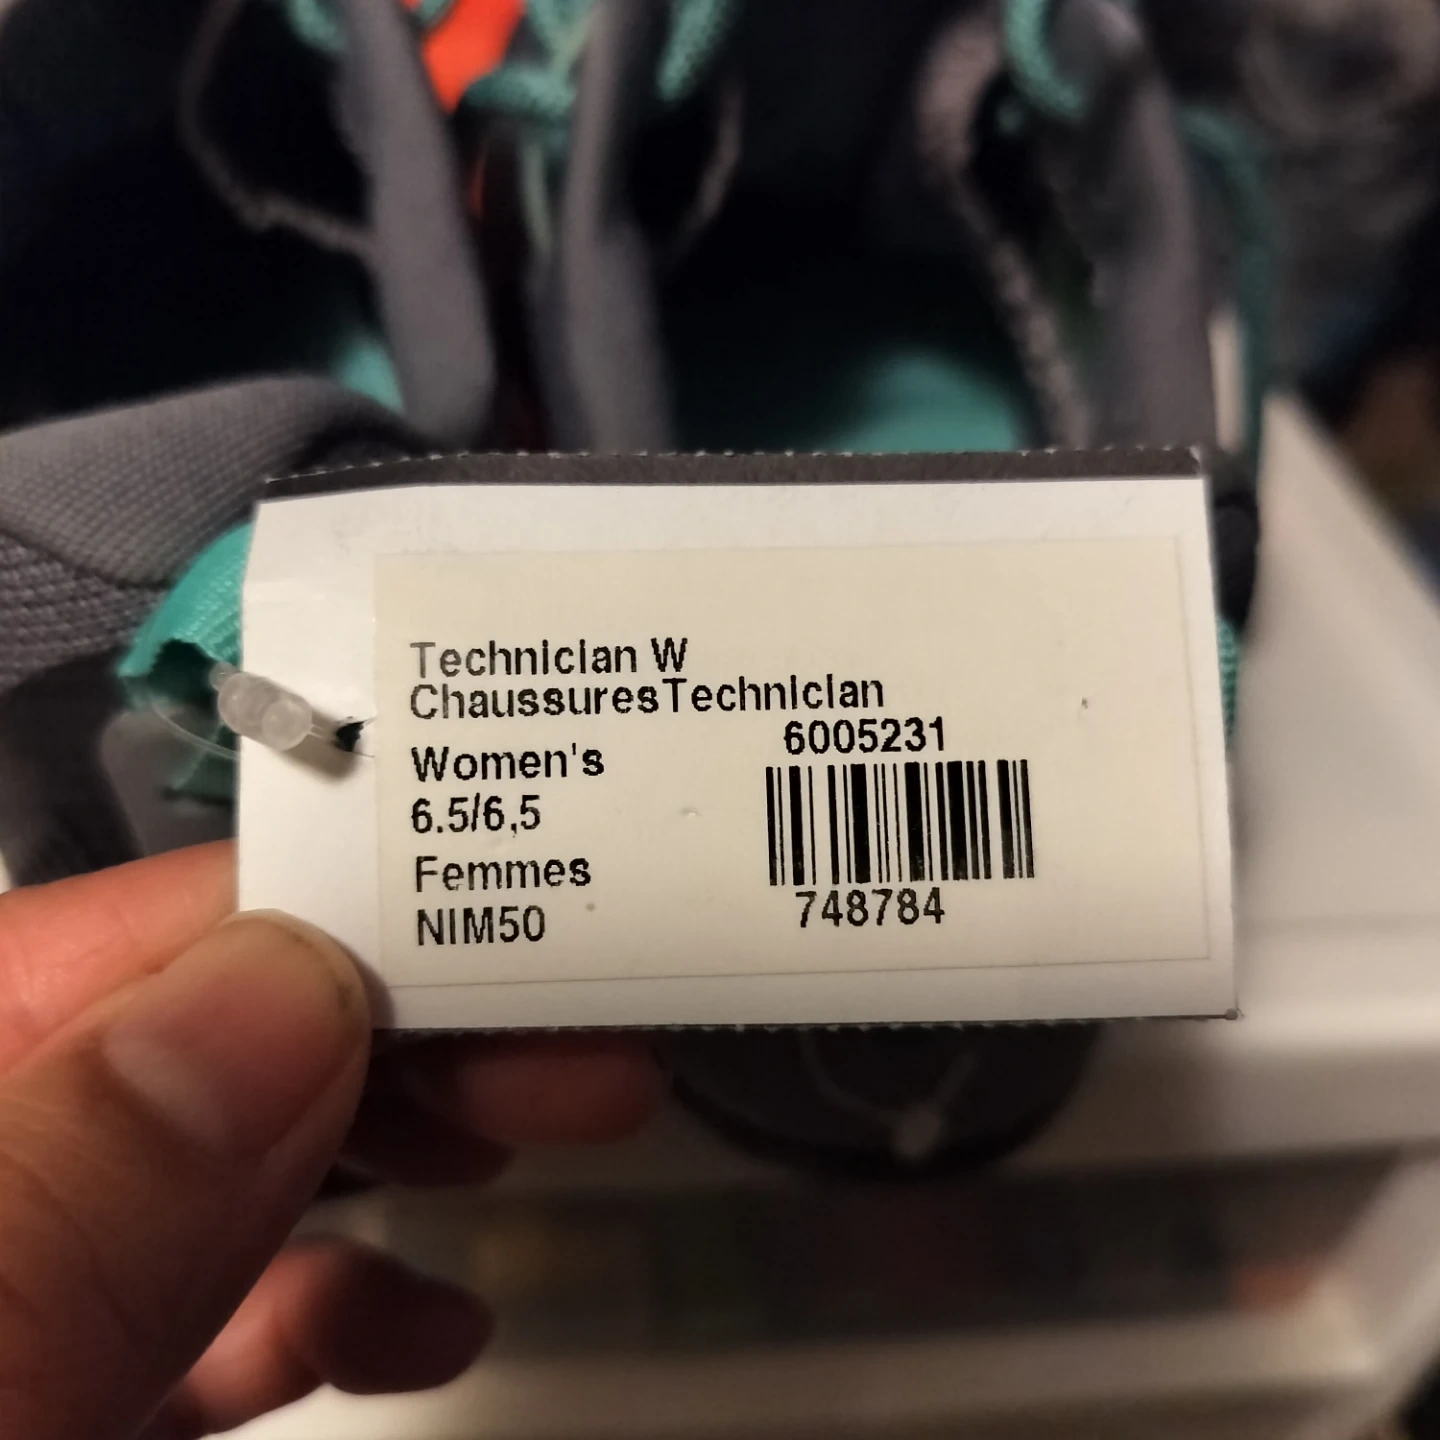 Technician W
ChaussuresTechnician
6005231
Women's
6.5/6,5
Femmes
NIM50
748784